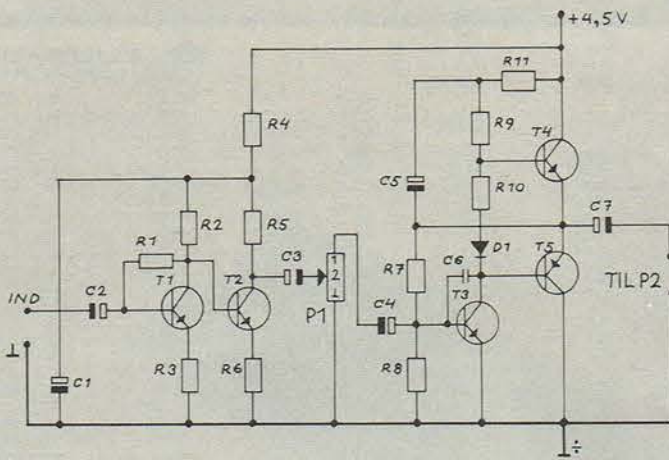 +4,5V
R11
R4
R9
T4
C5
R10
C7
R2
R5
D1
T5
R1
C3
R7
C6
TIL P2
T1
T2
2
1
IND
C2
P1
C4
T3
⊥
C1
R3
R6
R8
÷